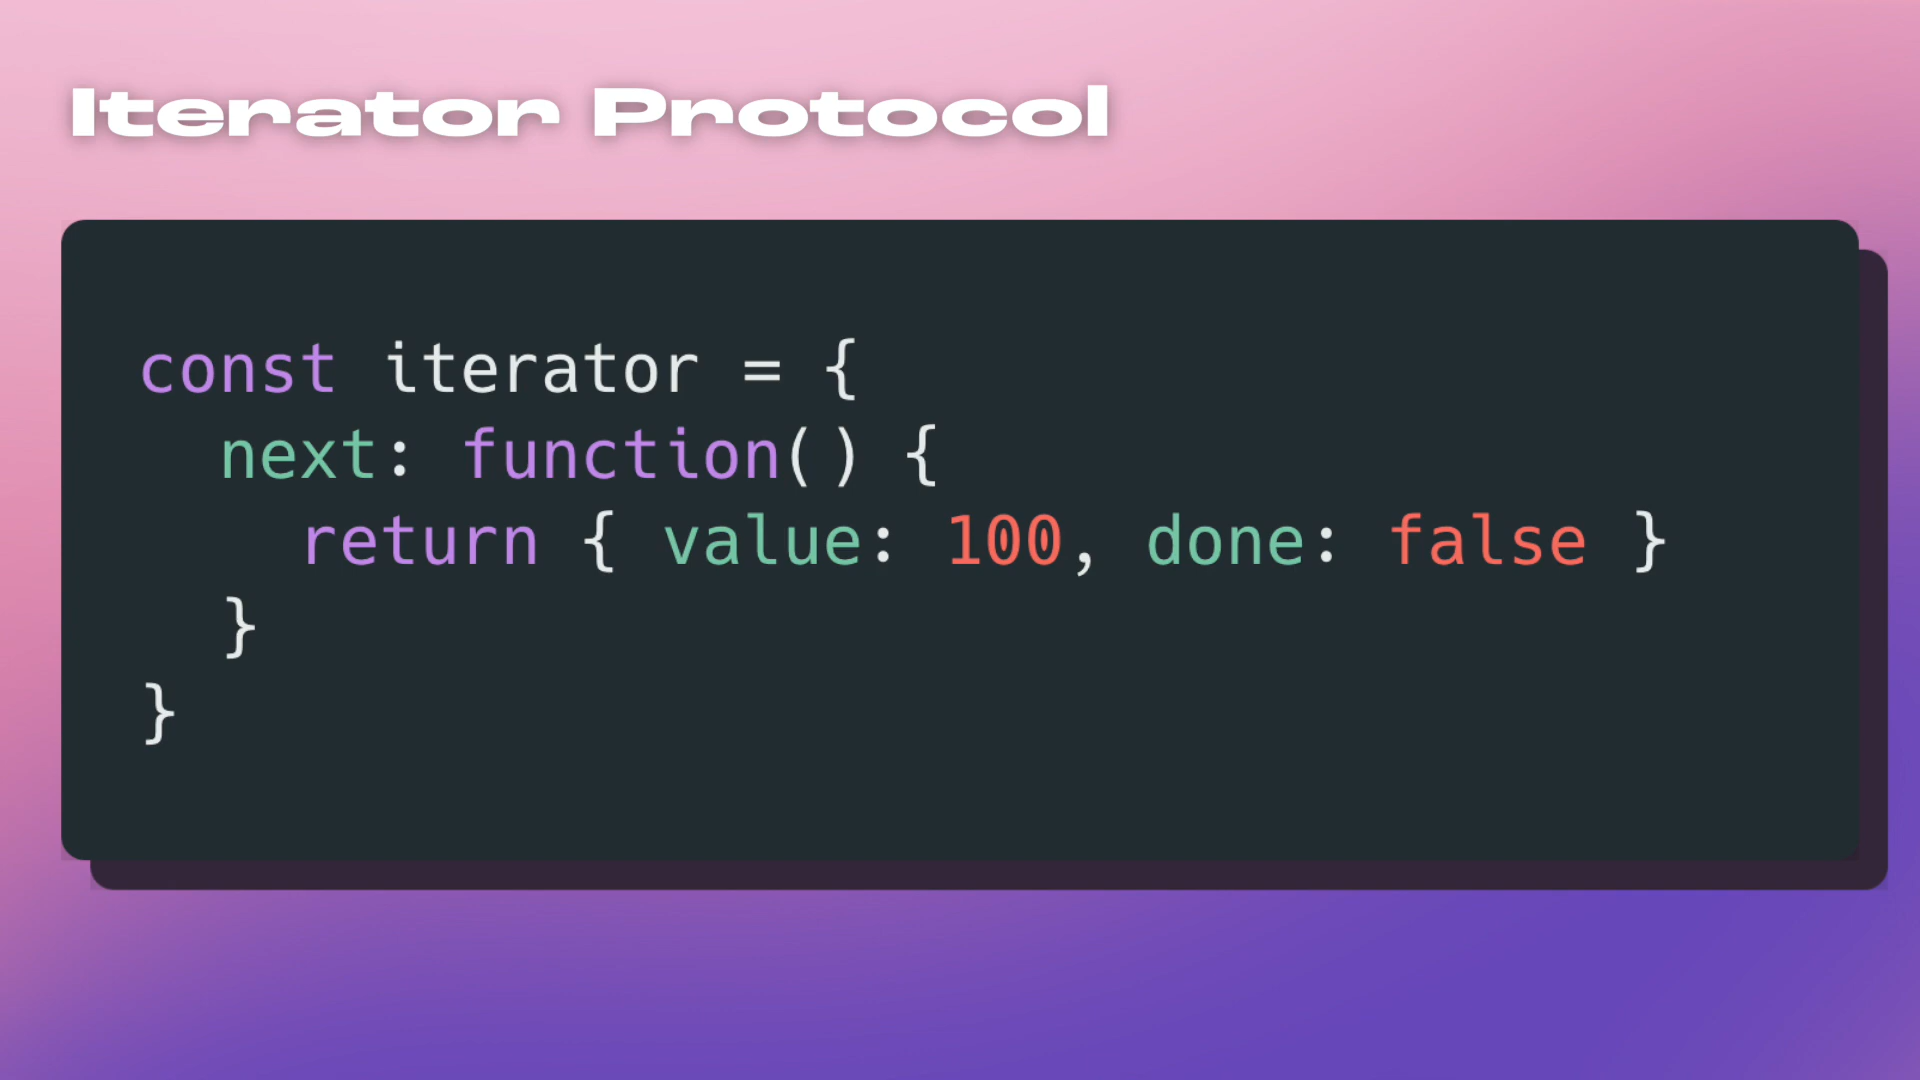 Iterator Protocol
const iterator = {
  next: function() {
    return { value: 100, done: false }
  }
}